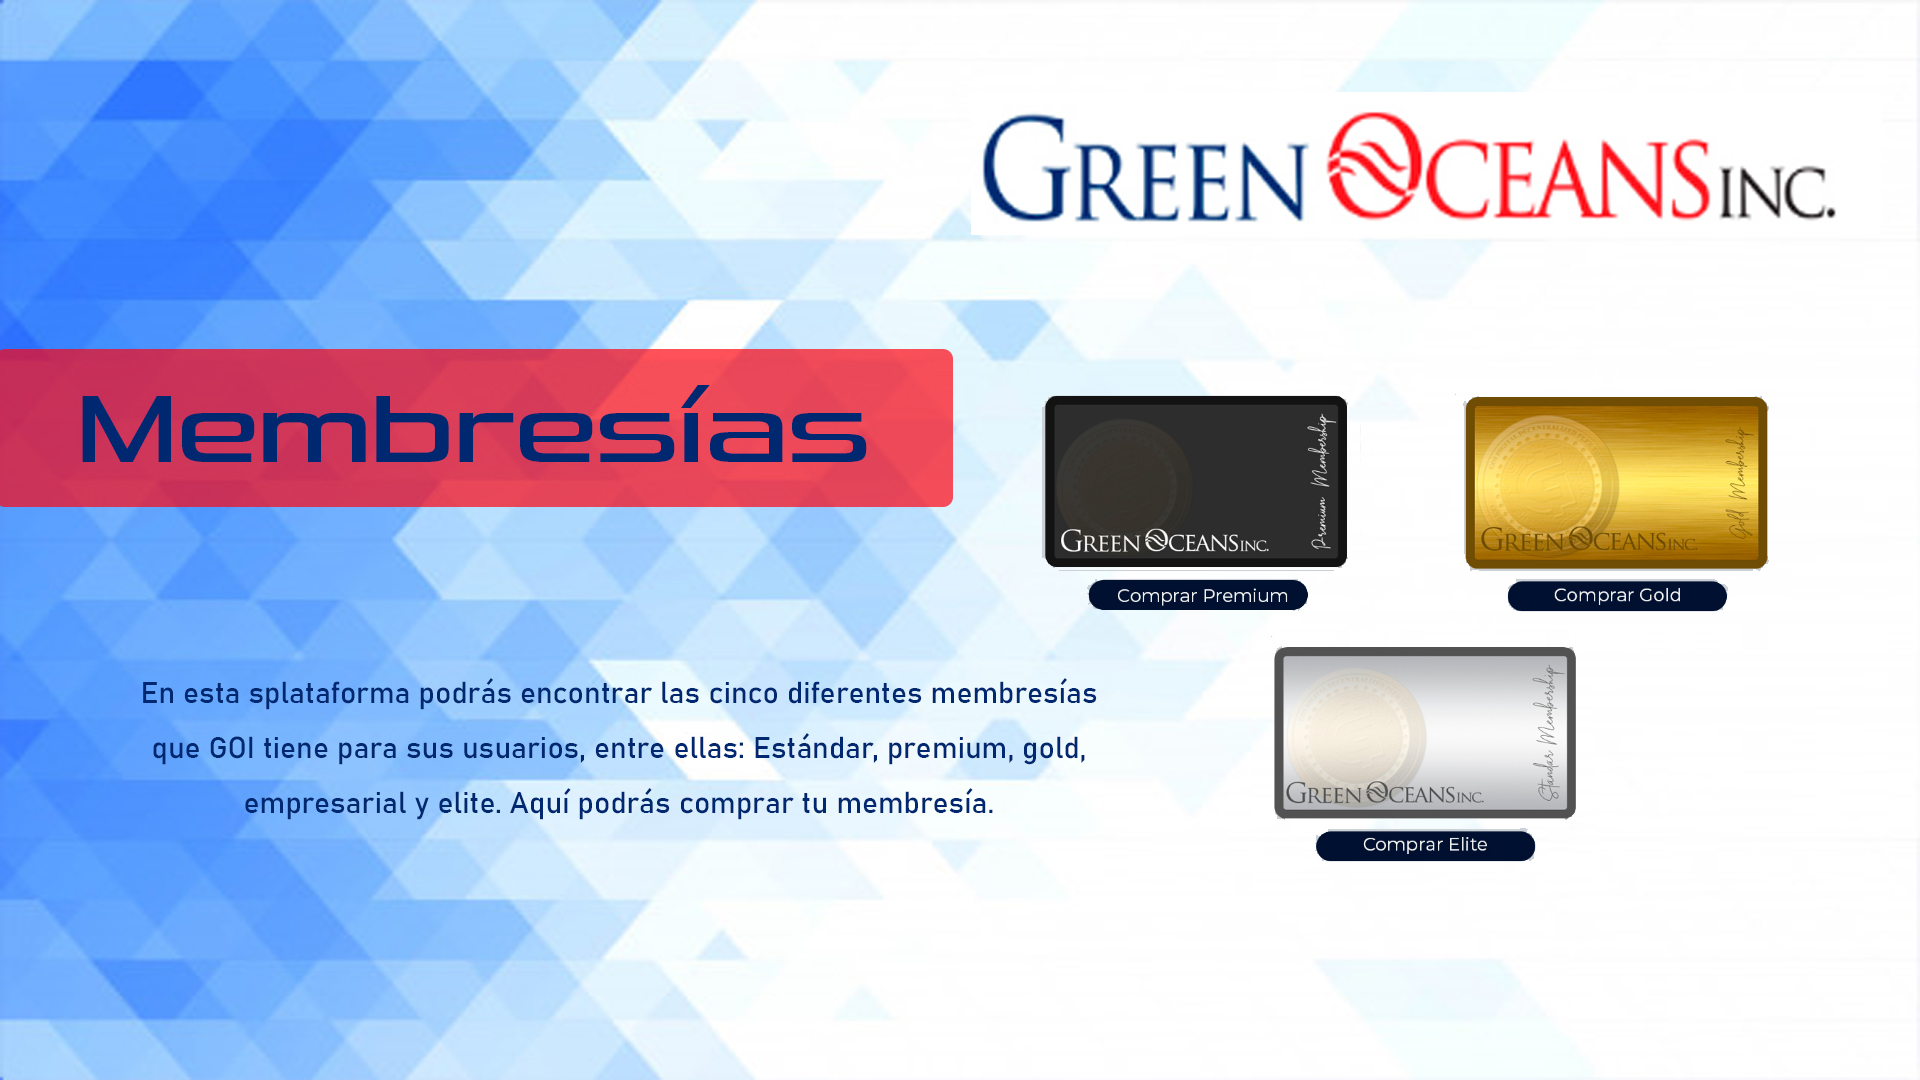 GREEN OCEANS INC.
Membresías
En esta splataforma podrás encontrar las cinco diferentes membresías
que GOI tiene para sus usuarios, entre ellas: Estándar, premium, gold,
empresarial y elite. Aquí podrás comprar tu membresía.
Premium Membership
GREEN OCEANS INC.
Comprar Premium
Gold Membership
GREEN OCEANS INC.
Comprar Gold
Standar Membership
GREEN OCEANS INC.
Comprar Elite